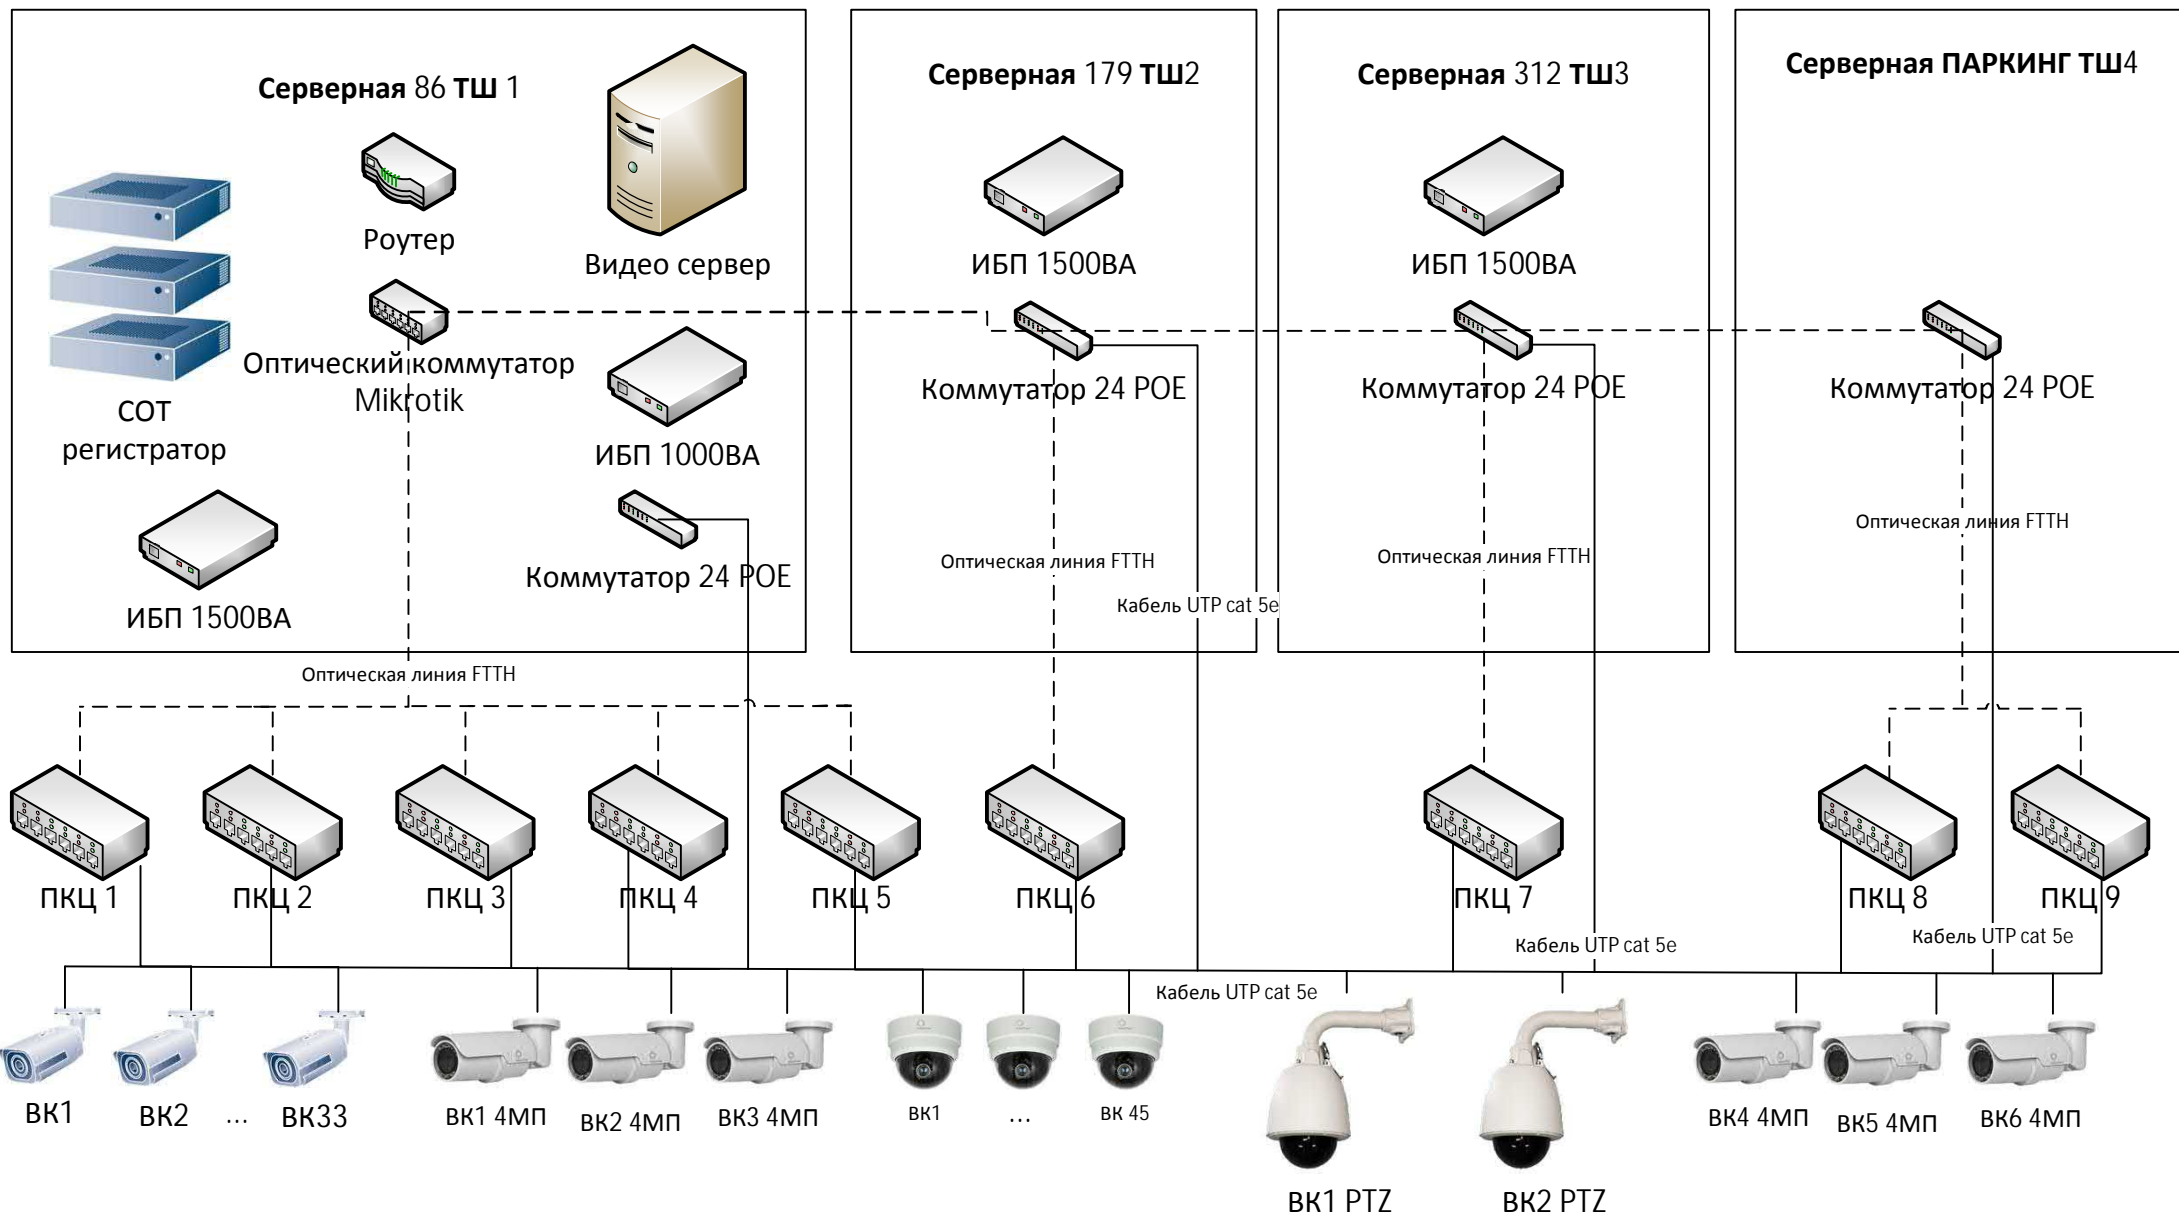 Серверная 86 ТШ 1
Роутер
Видео сервер
Оптический коммутатор
Mikrotik
СОТ
регистратор
ИБП 1000ВА
ИБП 1500ВА
Коммутатор 24 POE
Серверная 179 ТШ2
ИБП 1500ВА
Коммутатор 24 POE
Оптическая линия FTTH
Кабель UTP cat 5e
Серверная 312 ТШ3
ИБП 1500ВА
Коммутатор 24 POE
Оптическая линия FTTH
Серверная ПАРКИНГ ТШ4
Коммутатор 24 POE
Оптическая линия FTTH
Оптическая линия FTTH
ПКЦ 1
ПКЦ 2
ПКЦ 3
ПКЦ 4
ПКЦ 5
ПКЦ 6
ПКЦ 7
ПКЦ 8
ПКЦ 9
Кабель UTP cat 5e
Кабель UTP cat 5e
Кабель UTP cat 5e
ВК1
ВК2
...
ВК33
ВК1 4МП
ВК2 4МП
ВК3 4МП
ВК1
...
ВК 45
ВК1 PTZ
ВК2 PTZ
ВК4 4МП
ВК5 4МП
ВК6 4МП